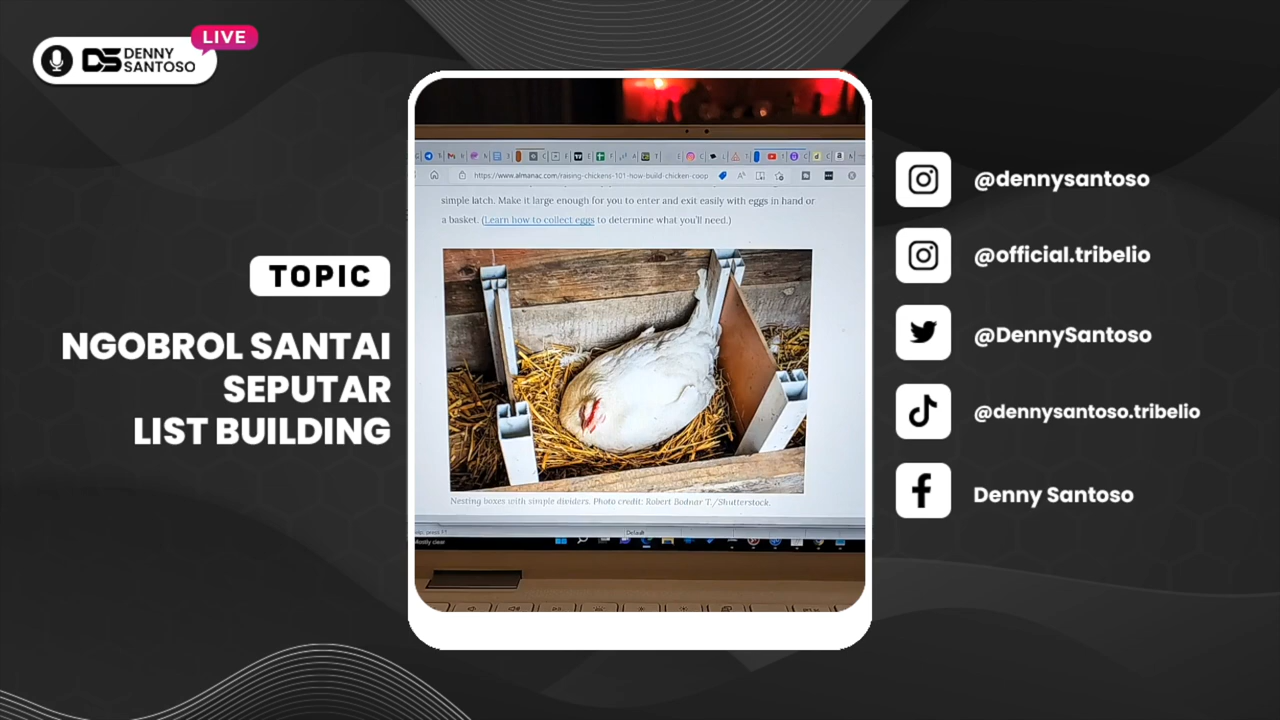 DS DENNY
SANTOSO
LIVE
TOPIC
NGOBROL SANTAI
SEPUTAR
LIST BUILDING
https://www.almanac.com/raising-chickens-101-how-build-chicken-coop
simple latch. Make it large enough for you to enter and exit easily with eggs in hand or
a basket. (Learn how to collect eggs to determine what you'll need.)
Nesting boxes with simple dividers. Photo credit: Robert Bodnar T./Shutterstock.
Default
Mostly clear
@dennysantoso
@official.tribelio
@DennySantoso
@dennysantoso.tribelio
Denny Santoso